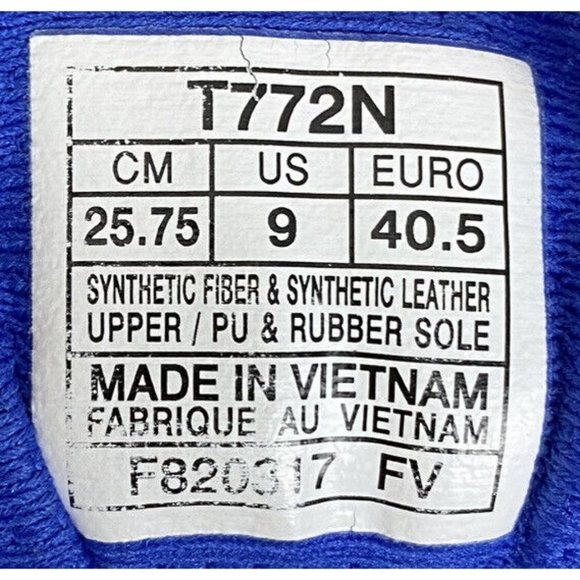 T772N
CM US EURO
25.75 9 40.5
SYNTHETIC FIBER & SYNTHETIC LEATHER
UPPER / PU & RUBBER SOLE
MADE IN VIETNAM
FABRIQUE AU VIETNAM
F820317 FV